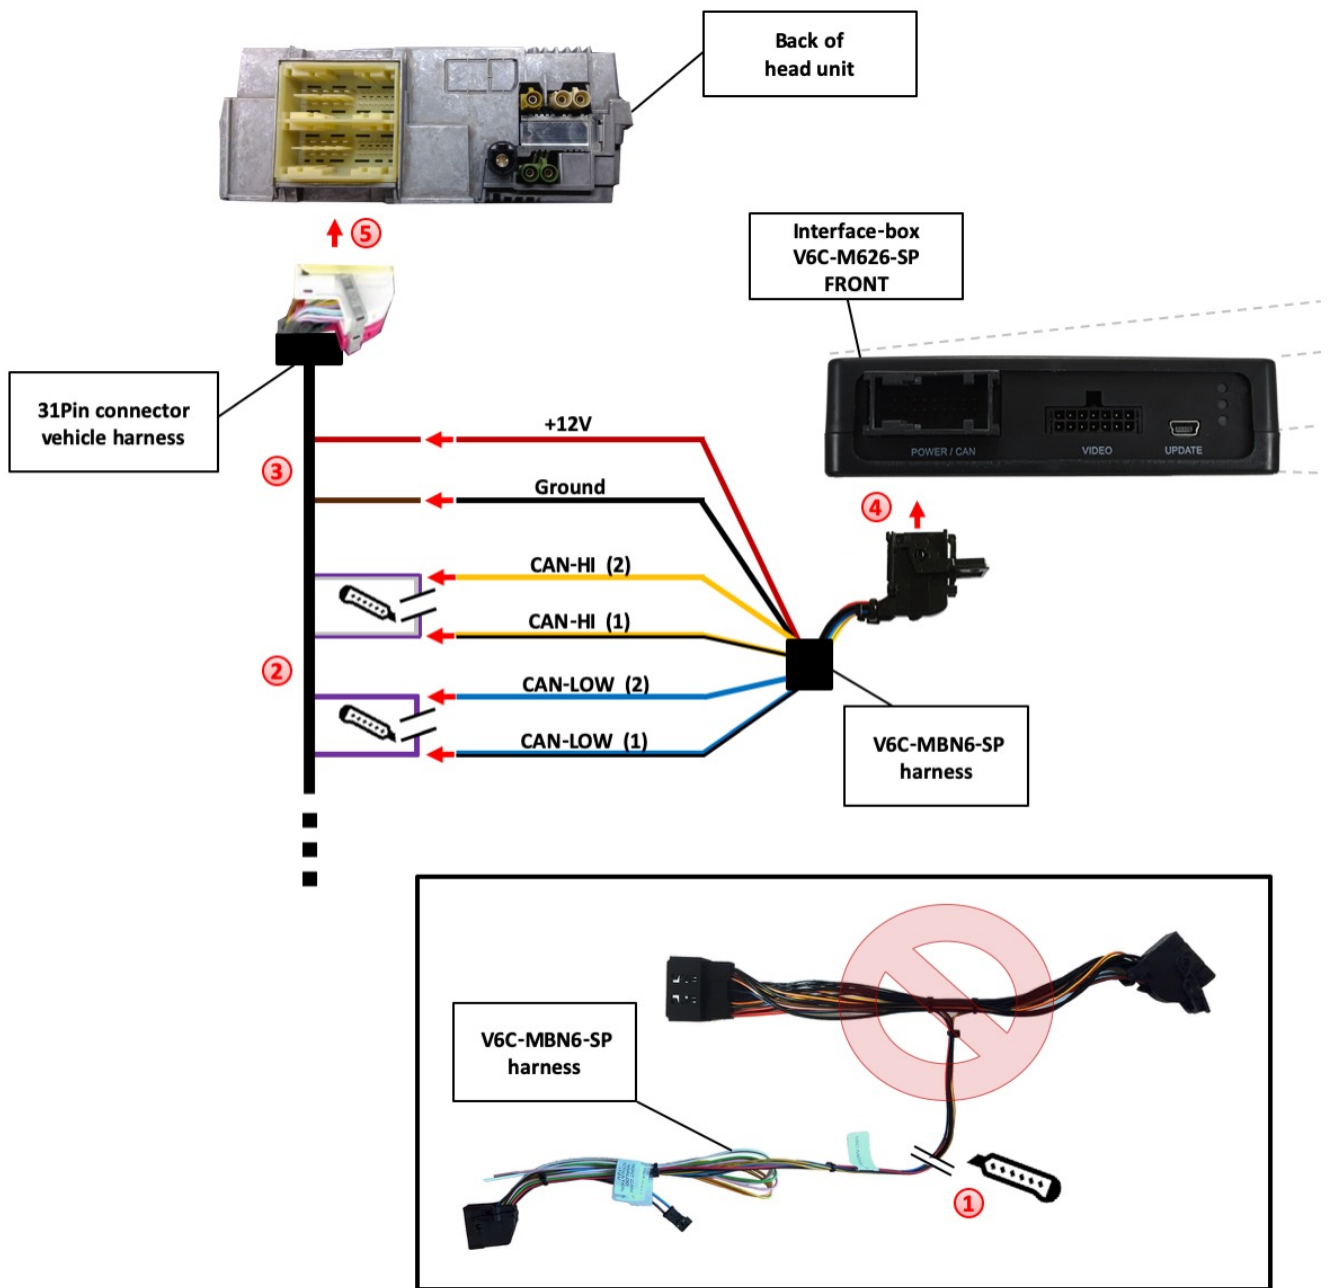 Back of
head unit
5
Interface-box
V6C-M626-SP
FRONT
31Pin connector
vehicle harness
+12V
POWER / CAN
VIDEO
UPDATE
3
Ground
4
CAN-HI (2)
CAN-HI (1)
2
CAN-LOW (2)
CAN-LOW (1)
V6C-MBN6-SP
harness
V6C-MBN6-SP
harness
1